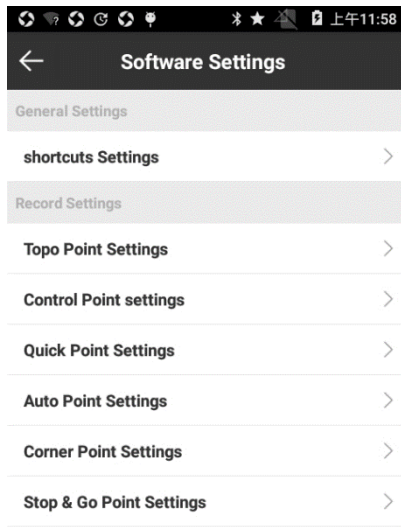 上午11:58
Software Settings
General Settings
shortcuts Settings
Record Settings
Topo Point Settings
Control Point settings
Quick Point Settings
Auto Point Settings
Corner Point Settings
Stop & Go Point Settings